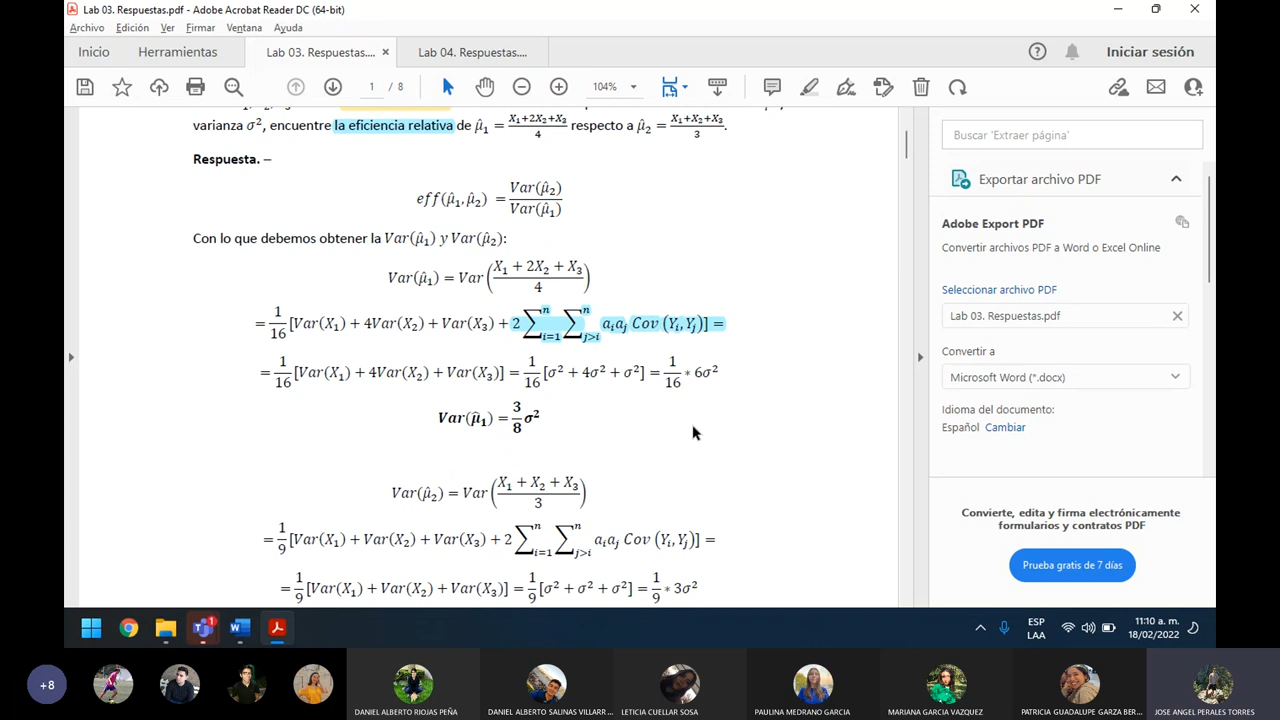 Lab 03. Respuestas.pdf - Adobe Acrobat Reader DC (64-bit)
Archivo Edición Ver Firmar Ventana Ayuda
Inicio Herramientas Lab 03. Respuestas.... × Lab 04. Respuestas.... Iniciar sesión
1 / 8 104%
varianza σ², encuentre la eficiencia relativa de μ̂₁ = (X₁+2X₂+X₃)/4 respecto a μ̂₂ = (X₁+X₂+X₃)/3.
Respuesta. –
eff(μ̂₁, μ̂₂) = Var(μ̂₂)/Var(μ̂₁)
Con lo que debemos obtener la Var(μ̂₁) y Var(μ̂₂):
Var(μ̂₁) = Var((X₁ + 2X₂ + X₃)/4)
= 1/16 [Var(X₁) + 4Var(X₂) + Var(X₃) + 2 ∑ⁿᵢ₌₁ ∑ⁿⱼ>ᵢ aᵢaⱼ Cov (Yᵢ, Yⱼ)] =
= 1/16 [Var(X₁) + 4Var(X₂) + Var(X₃)] = 1/16 [σ² + 4σ² + σ²] = 1/16 * 6σ²
Var(μ̂₁) = 3/8 σ²
Var(μ̂₂) = Var((X₁ + X₂ + X₃)/3)
= 1/9 [Var(X₁) + Var(X₂) + Var(X₃) + 2 ∑ⁿᵢ₌₁ ∑ⁿⱼ>ᵢ aᵢaⱼ Cov (Yᵢ, Yⱼ)] =
= 1/9 [Var(X₁) + Var(X₂) + Var(X₃)] = 1/9 [σ² + σ² + σ²] = 1/9 * 3σ²
Buscar 'Extraer página'
Exportar archivo PDF
Adobe Export PDF
Convertir archivos PDF a Word o Excel Online
Seleccionar archivo PDF
Lab 03. Respuestas.pdf
Convertir a
Microsoft Word (*.docx)
Idioma del documento:
Español Cambiar
Convierte, edita y firma electrónicamente
formularios y contratos PDF
Prueba gratis de 7 días
1
ESP
LAA
11:10 a. m.
18/02/2022
+8
DANIEL ALBERTO RIOJAS PEÑA
DANIEL ALBERTO SALINAS VILLARR ...
LETICIA CUELLAR SOSA
PAULINA MEDRANO GARCIA
MARIANA GARCIA VAZQUEZ
PATRICIA GUADALUPE GARZA BER...
JOSE ANGEL PERALES TORRES